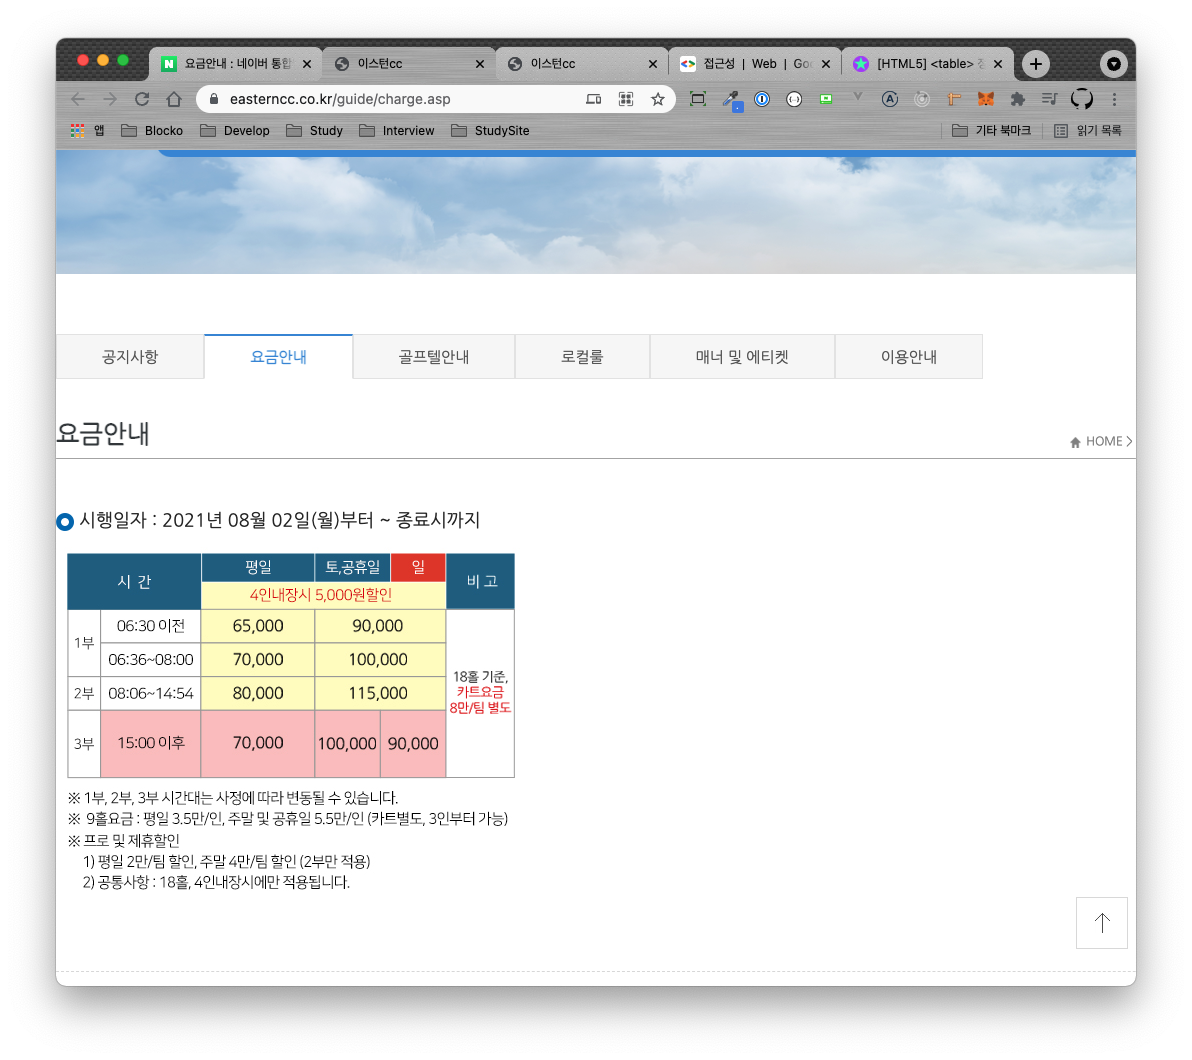 요금안내 : 네이버 통합
이스턴cc
이스턴cc
접근성 | Web | Go
[HTML5] <table>
easterncc.co.kr/guide/charge.asp
앱 Blocko Develop Study Interview StudySite 기타 북마크 읽기 목록
공지사항 요금안내 골프텔안내 로컬룰 매너 및 에티켓 이용안내
요금안내
HOME >
시행일자 : 2021년 08월 02일(월)부터 ~ 종료시까지
시 간 평일 토,공휴일 일 비 고
4인내장시 5,000원할인
1부 06:30 이전 65,000 90,000
06:36~08:00 70,000 100,000
2부 08:06~14:54 80,000 115,000
18홀 기준,
카트요금
8만/팀 별도
3부 15:00 이후 70,000 100,000 90,000
※ 1부, 2부, 3부 시간대는 사정에 따라 변동될 수 있습니다.
※ 9홀요금 : 평일 3.5만/인, 주말 및 공휴일 5.5만/인 (카트별도, 3인부터 가능)
※ 프로 및 제휴할인
1) 평일 2만/팀 할인, 주말 4만/팀 할인 (2부만 적용)
2) 공통사항 : 18홀, 4인내장시에만 적용됩니다.